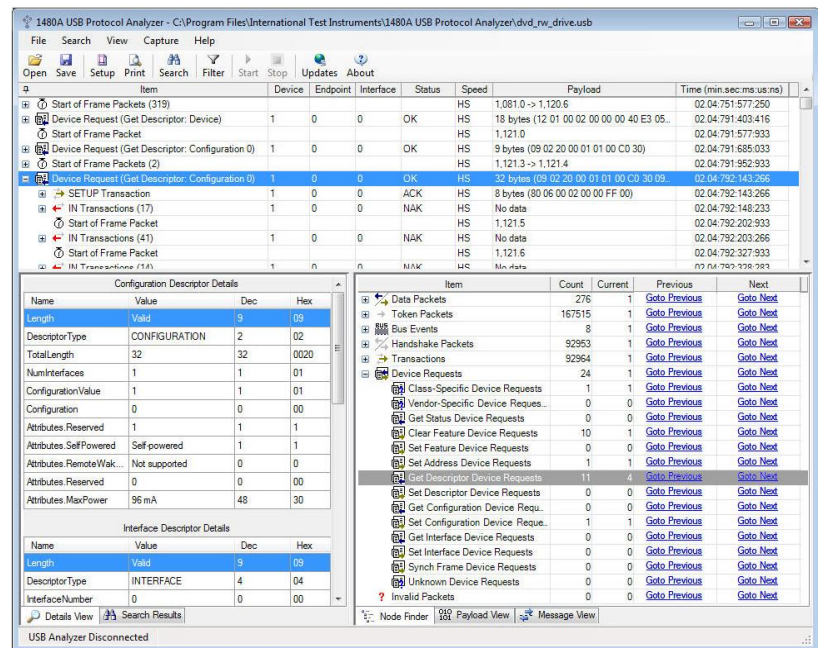 1480A USB Protocol Analyzer - C:\Program Files\International Test Instruments\1480A USB Protocol Analyzer\dvd_rw_drive.usb
File Search View Capture Help
Open Save Setup Print Search Filter Start Stop Updates About
Item Device Endpoint Interface Status Speed Payload Time (min.sec:ms:us:ns)
Start of Frame Packets (319) HS 1,081.0 -> 1,120.6 02.04:751:577:250
Device Request (Get Descriptor: Device) 1 0 0 OK HS 18 bytes (12 01 00 02 00 00 00 40 E3 05... 02.04:791:403:416
Start of Frame Packet HS 1,121.0 02.04:791:577:933
Device Request (Get Descriptor: Configuration 0) 1 0 0 OK HS 9 bytes (09 02 20 00 01 01 00 C0 30) 02.04:791:685:033
Start of Frame Packets (2) HS 1,121.3 -> 1,121.4 02.04:791:952:933
Device Request (Get Descriptor: Configuration 0) 1 0 0 OK HS 32 bytes (09 02 20 00 01 01 00 C0 30 09... 02.04:792:143:266
SETUP Transaction 1 0 0 ACK HS 8 bytes (80 06 00 02 00 00 FF 00) 02.04:792:143:266
IN Transactions (17) 1 0 0 NAK HS No data 02.04:792:148:233
Start of Frame Packet HS 1,121.5 02.04:792:202:933
IN Transactions (41) 1 0 0 NAK HS No data 02.04:792:203:266
Start of Frame Packet HS 1,121.6 02.04:792:327:933
IN Transactions (14) 1 0 0 NAK HS No data 02.04:792:328:283
Configuration Descriptor Details
Name Value Dec Hex
Length Valid 9 09
DescriptorType CONFIGURATION 2 02
TotalLength 32 32 0020
NumInterfaces 1 1 01
ConfigurationValue 1 1 01
Configuration 0 0 00
Attributes.Reserved 1 1 1
Attributes.SelfPowered Self-powered 1 1
Attributes.RemoteWak... Not supported 0 0
Attributes.Reserved 0 0 00
Attributes.MaxPower 96 mA 48 30
Interface Descriptor Details
Name Value Dec Hex
Length Valid 9 09
DescriptorType INTERFACE 4 04
InterfaceNumber 0 0 00
Details View Search Results
Item Count Current Previous Next
Data Packets 276 1 Goto Previous Goto Next
Token Packets 167515 1 Goto Previous Goto Next
BUS Bus Events 8 1 Goto Previous Goto Next
Handshake Packets 92953 1 Goto Previous Goto Next
Transactions 92964 1 Goto Previous Goto Next
Device Requests 24 1 Goto Previous Goto Next
Class-Specific Device Requests 1 1 Goto Previous Goto Next
Vendor-Specific Device Reques... 0 0 Goto Previous Goto Next
Get Status Device Requests 0 0 Goto Previous Goto Next
Clear Feature Device Requests 10 1 Goto Previous Goto Next
Set Feature Device Requests 0 0 Goto Previous Goto Next
Set Address Device Requests 1 1 Goto Previous Goto Next
Get Descriptor Device Requests 11 4 Goto Previous Goto Next
Set Descriptor Device Requests 0 0 Goto Previous Goto Next
Get Configuration Device Requ... 0 0 Goto Previous Goto Next
Set Configuration Device Reque... 1 1 Goto Previous Goto Next
Get Interface Device Requests 0 0 Goto Previous Goto Next
Set Interface Device Requests 0 0 Goto Previous Goto Next
Synch Frame Device Requests 0 0 Goto Previous Goto Next
Unknown Device Requests 0 0 Goto Previous Goto Next
? Invalid Packets 0 0 Goto Previous Goto Next
Node Finder 010 101 Payload View Message View
USB Analyzer Disconnected